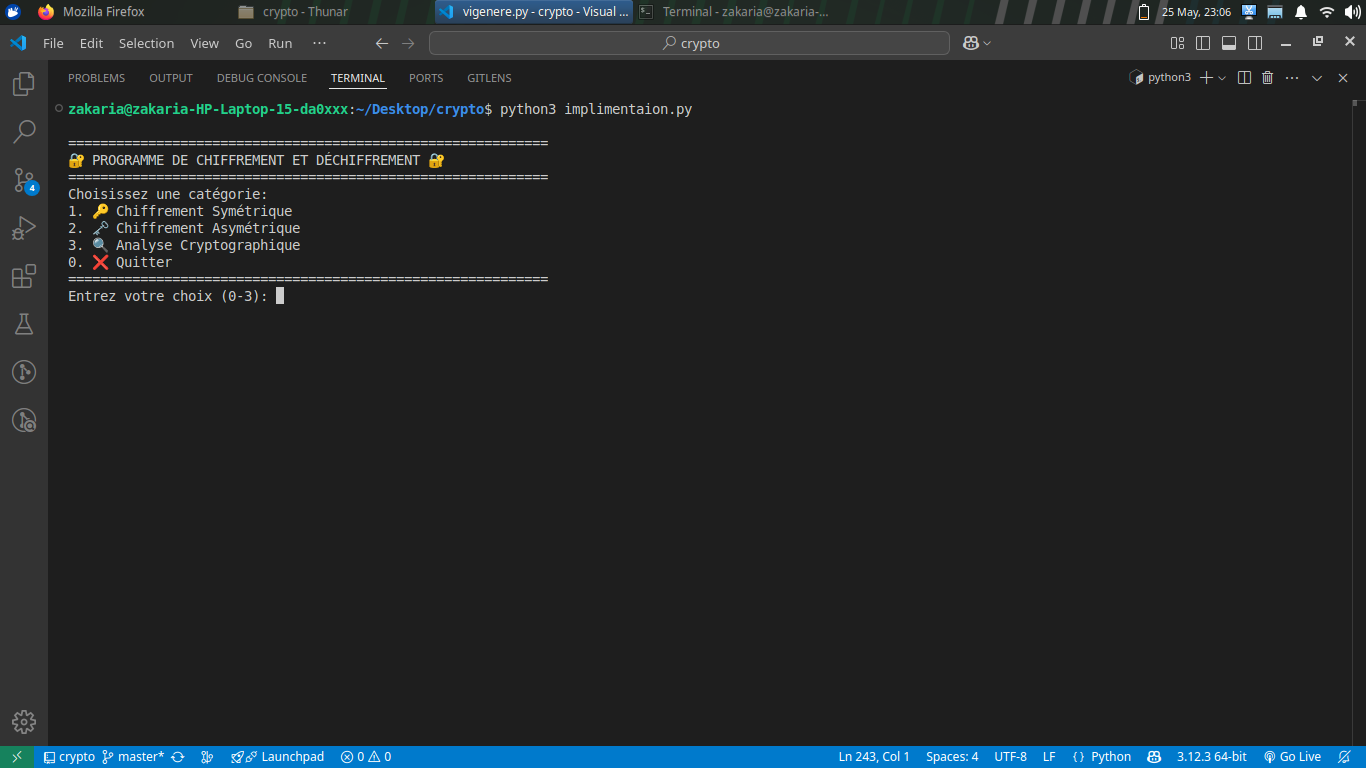 Mozilla Firefox
crypto - Thunar
vigenere.py - crypto - Visual ...
Terminal - zakaria@zakaria-...
25 May, 23:06
File Edit Selection View Go Run ···
crypto
PROBLEMS OUTPUT DEBUG CONSOLE TERMINAL PORTS GITLENS
python3
zakaria@zakaria-HP-Laptop-15-da0xxx:~/Desktop/crypto$ python3 implimentaion.py
============================================================
🔐 PROGRAMME DE CHIFFREMENT ET DÉCHIFFREMENT 🔐
============================================================
Choisissez une catégorie:
1. 🔑 Chiffrement Symétrique
2. 🗝️ Chiffrement Asymétrique
3. 🔍 Analyse Cryptographique
0. ❌ Quitter
============================================================
Entrez votre choix (0-3):
4
crypto master* Launchpad 0 0
Ln 243, Col 1 Spaces: 4 UTF-8 LF { } Python 3.12.3 64-bit Go Live